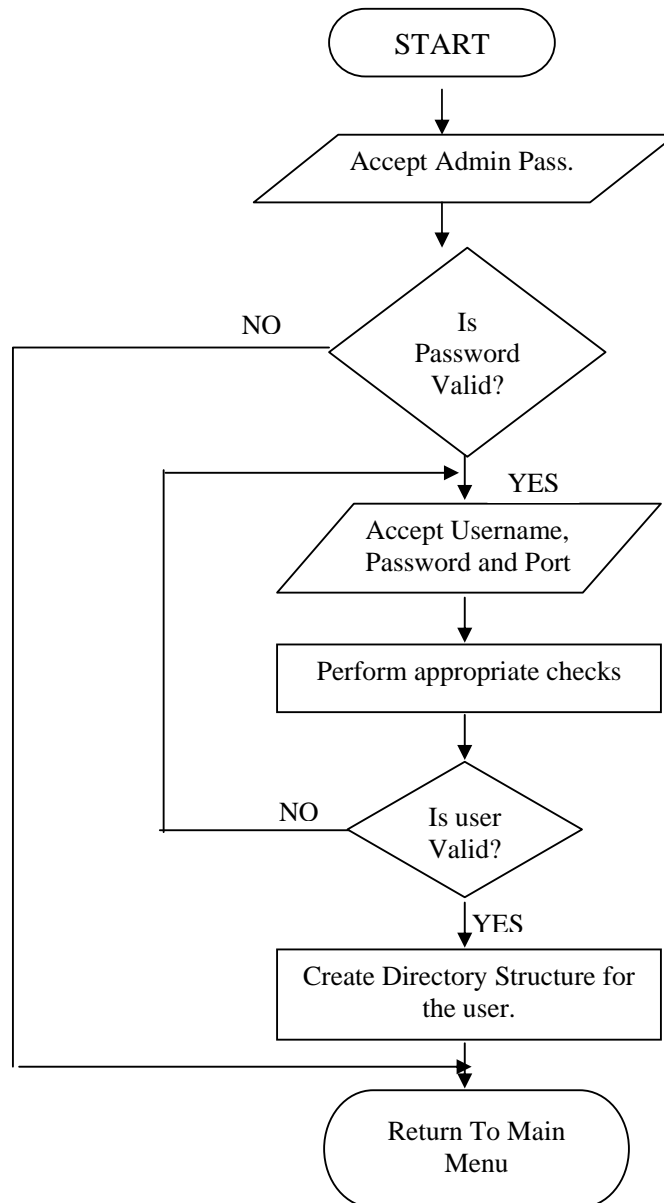 START
Accept Admin Pass.
NO
Is
Password
Valid?
YES
Accept Username,
Password and Port
Perform appropriate checks
NO
Is user
Valid?
YES
Create Directory Structure for
the user.
Return To Main
Menu